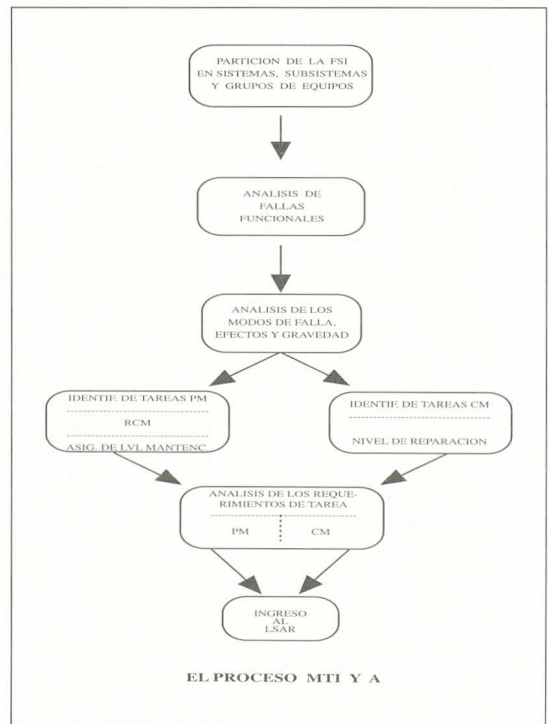 PARTICION DE LA FSI
EN SISTEMAS, SUBSISTEMAS
Y GRUPOS DE EQUIPOS
ANALISIS DE
FALLAS
FUNCIONALES
ANALISIS DE LOS
MODOS DE FALLA,
EFECTOS Y GRAVEDAD
IDENTIF. DE TAREAS PM
RCM
ASIG. DE LVL MANTENC.
IDENTIF. DE TAREAS CM
NIVEL DE REPARACION
ANALISIS DE LOS REQUE-
RIMIENTOS DE TAREA
PM CM
INGRESO
AL
LSAR
EL PROCESO MTI Y A